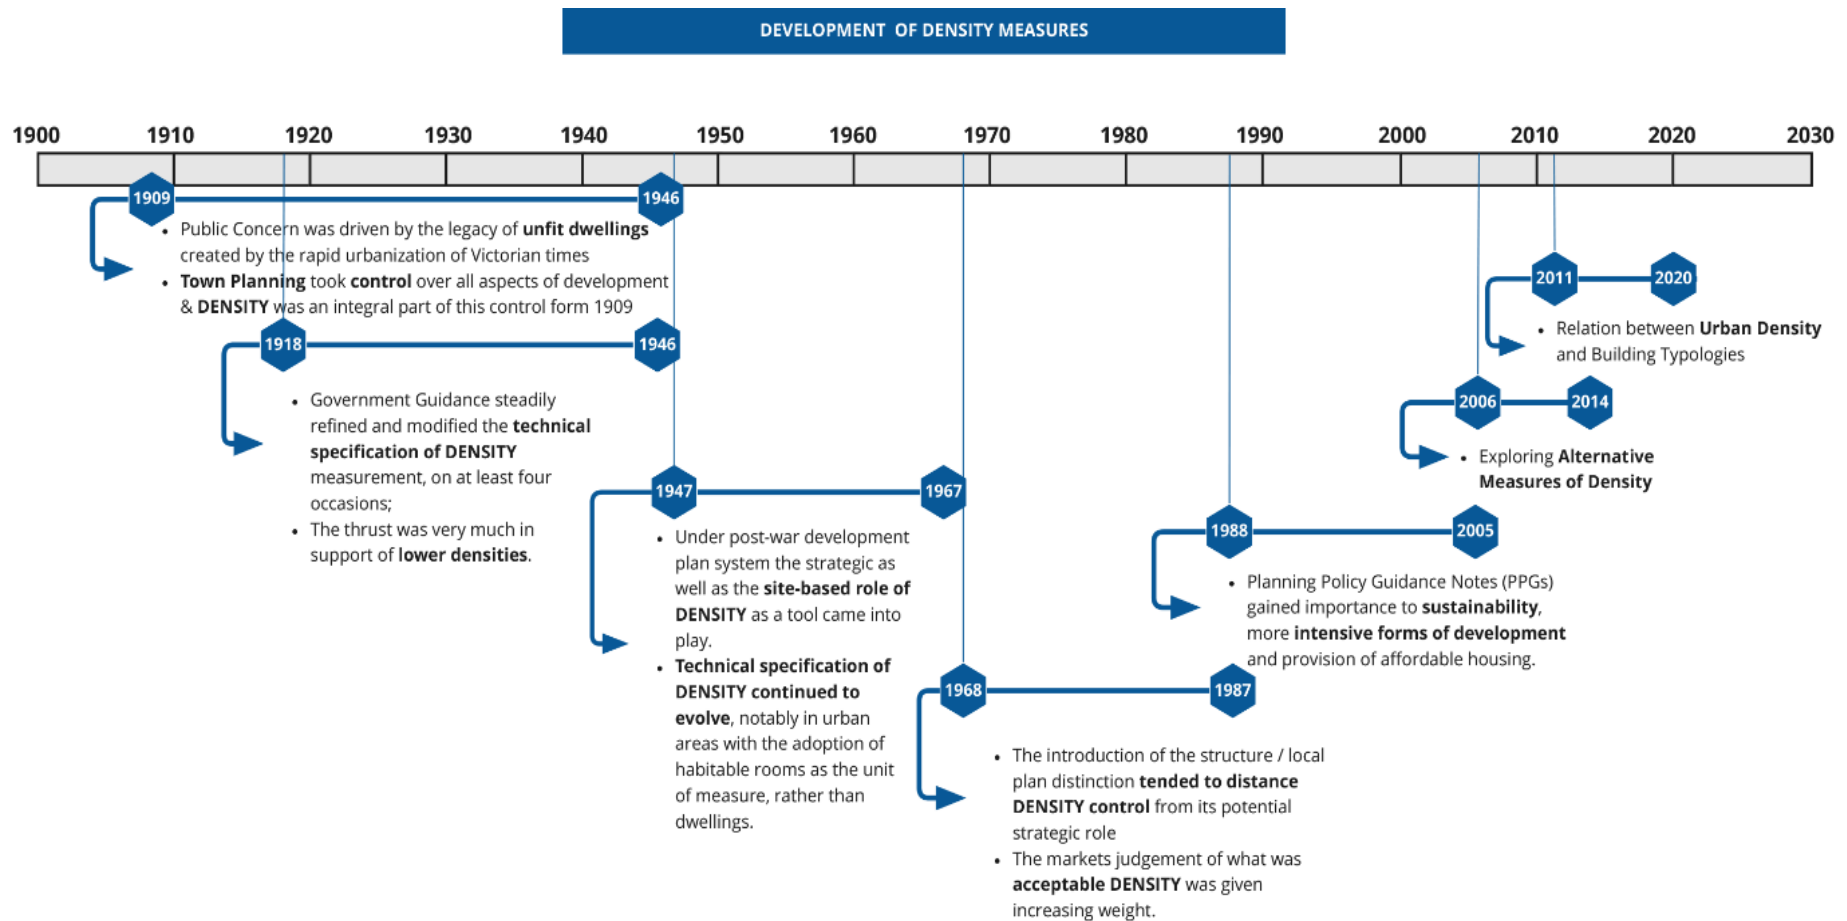 DEVELOPMENT OF DENSITY MEASURES
1900 1910 1920 1930 1940 1950 1960 1970 1980 1990 2000 2010 2020 2030
1909 1946
• Public Concern was driven by the legacy of unfit dwellings
created by the rapid urbanization of Victorian times
• Town Planning took control over all aspects of development
& DENSITY was an integral part of this control form 1909
1918 1946
• Government Guidance steadily
refined and modified the technical
specification of DENSITY
measurement, on at least four
occasions;
• The thrust was very much in
support of lower densities.
1947 1967
• Under post-war development
plan system the strategic as
well as the site-based role of
DENSITY as a tool came into
play.
• Technical specification of
DENSITY continued to
evolve, notably in urban
areas with the adoption of
habitable rooms as the unit
of measure, rather than
dwellings.
1968 1987
• The introduction of the structure / local
plan distinction tended to distance
DENSITY control from its potential
strategic role
• The markets judgement of what was
acceptable DENSITY was given
increasing weight.
1988 2005
• Planning Policy Guidance Notes (PPGs)
gained importance to sustainability,
more intensive forms of development
and provision of affordable housing.
2006 2014
• Exploring Alternative
Measures of Density
2011 2020
• Relation between Urban Density
and Building Typologies